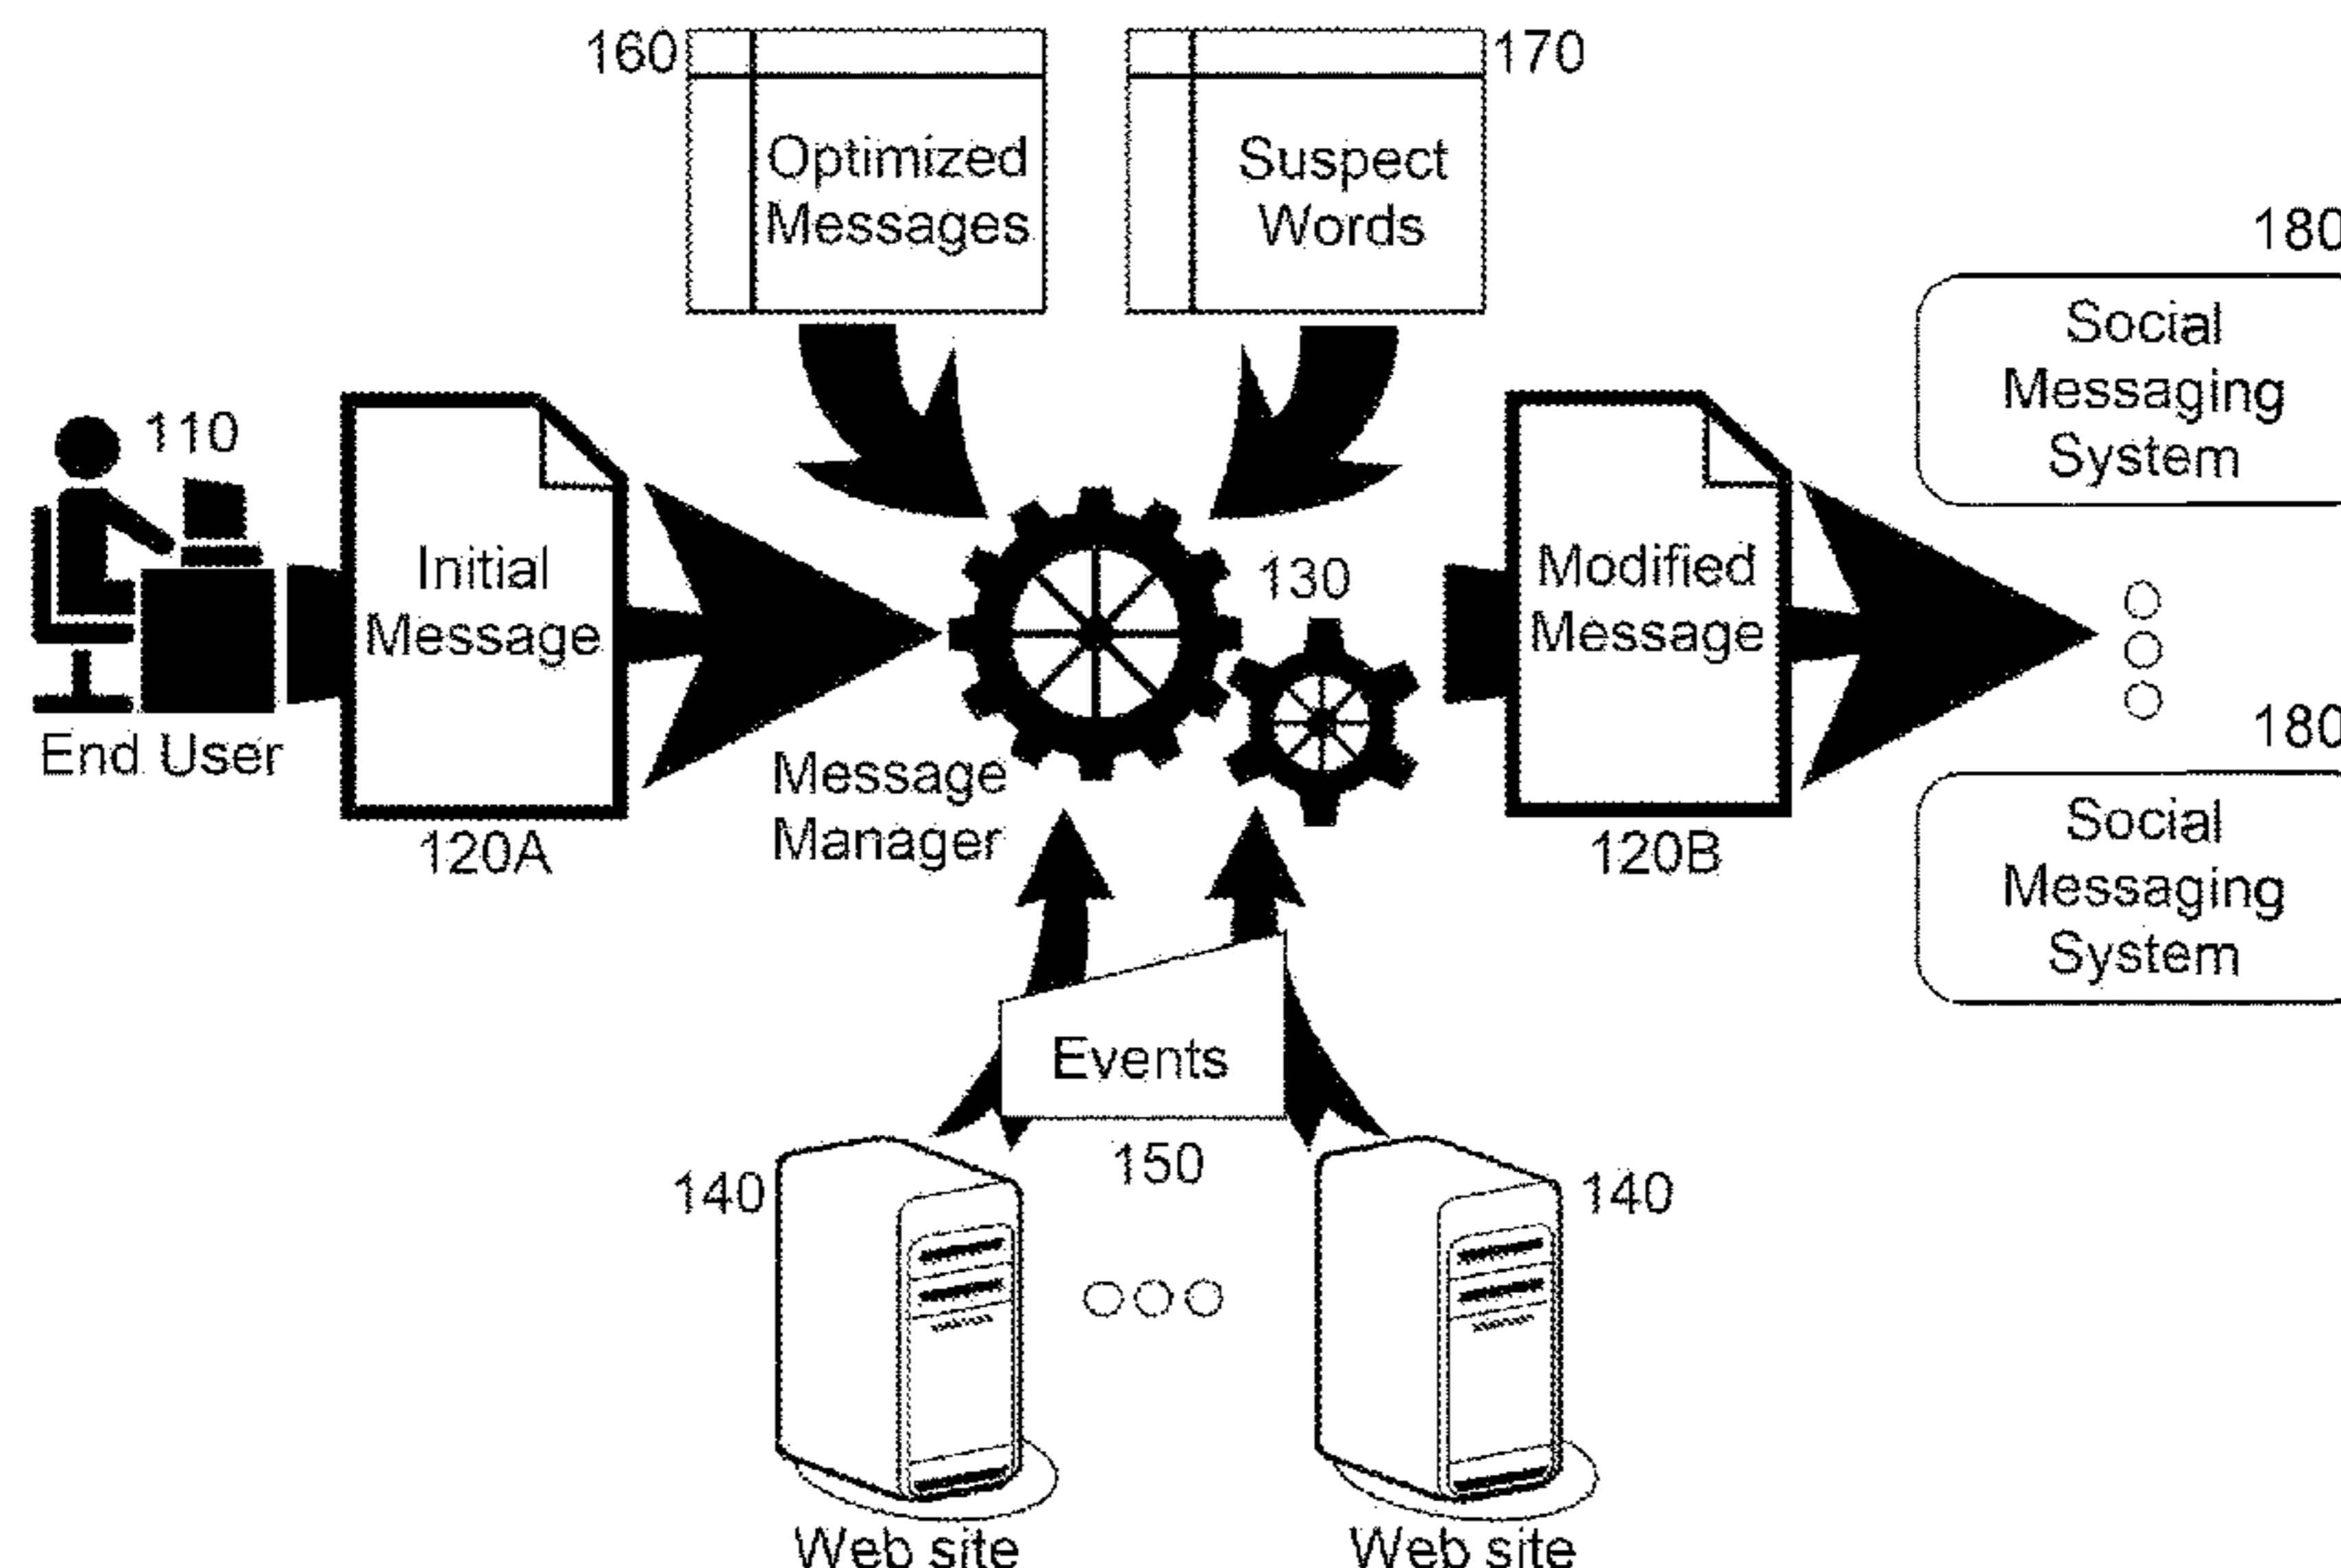 160
Optimized
Messages
Suspect
Words
170
180
Social
Messaging
System
110
Initial
Message
End User
120A
Message
Manager
130
Modified
Message
120B
180
Social
Messaging
System
Events
150
140
140
Web site
Web site